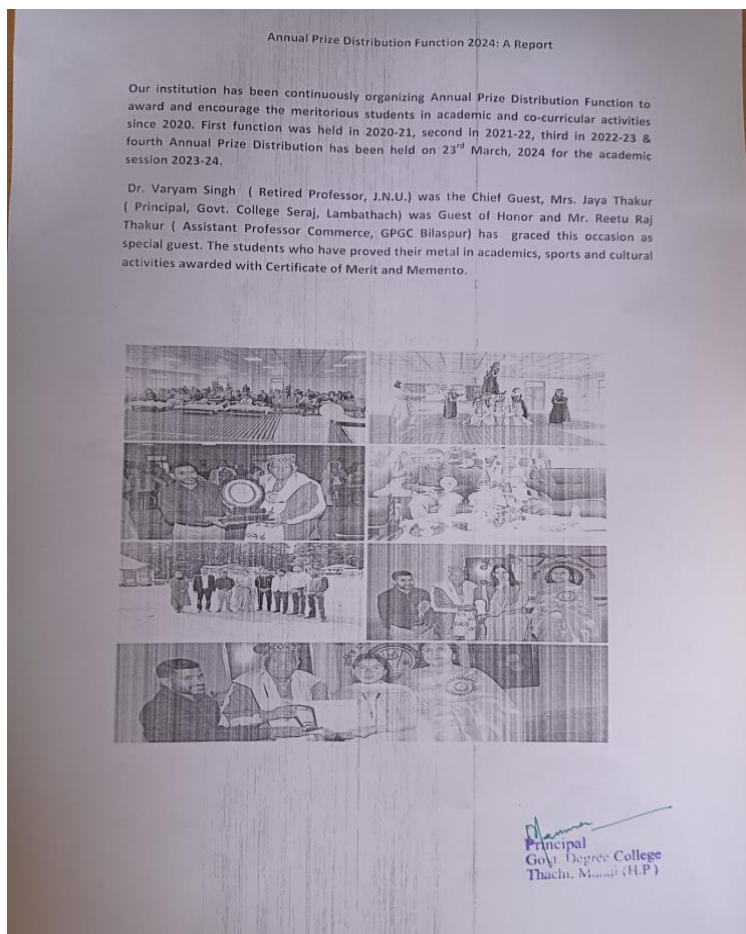 Annual Prize Distribution Function 2024: A Report
Our institution has been continuously organizing Annual Prize Distribution Function to
award and encourage the meritorious students in academic and co-curricular activities
since 2020. First function was held in 2020-21, second in 2021-22, third in 2022-23 &
fourth Annual Prize Distribution has been held on 23rd March, 2024 for the academic
session 2023-24.
Dr. Varyam Singh ( Retired Professor, J.N.U.) was the Chief Guest, Mrs. Jaya Thakur
( Principal, Govt. College Seraj, Lambathach) was Guest of Honor and Mr. Reetu Raj
Thakur ( Assistant Professor Commerce, GPGC Bilaspur) has graced this occasion as
special guest. The students who have proved their metal in academics, sports and cultural
activities awarded with Certificate of Merit and Memento.
Principal
Govt. Degree College
Thachi, (H.P)